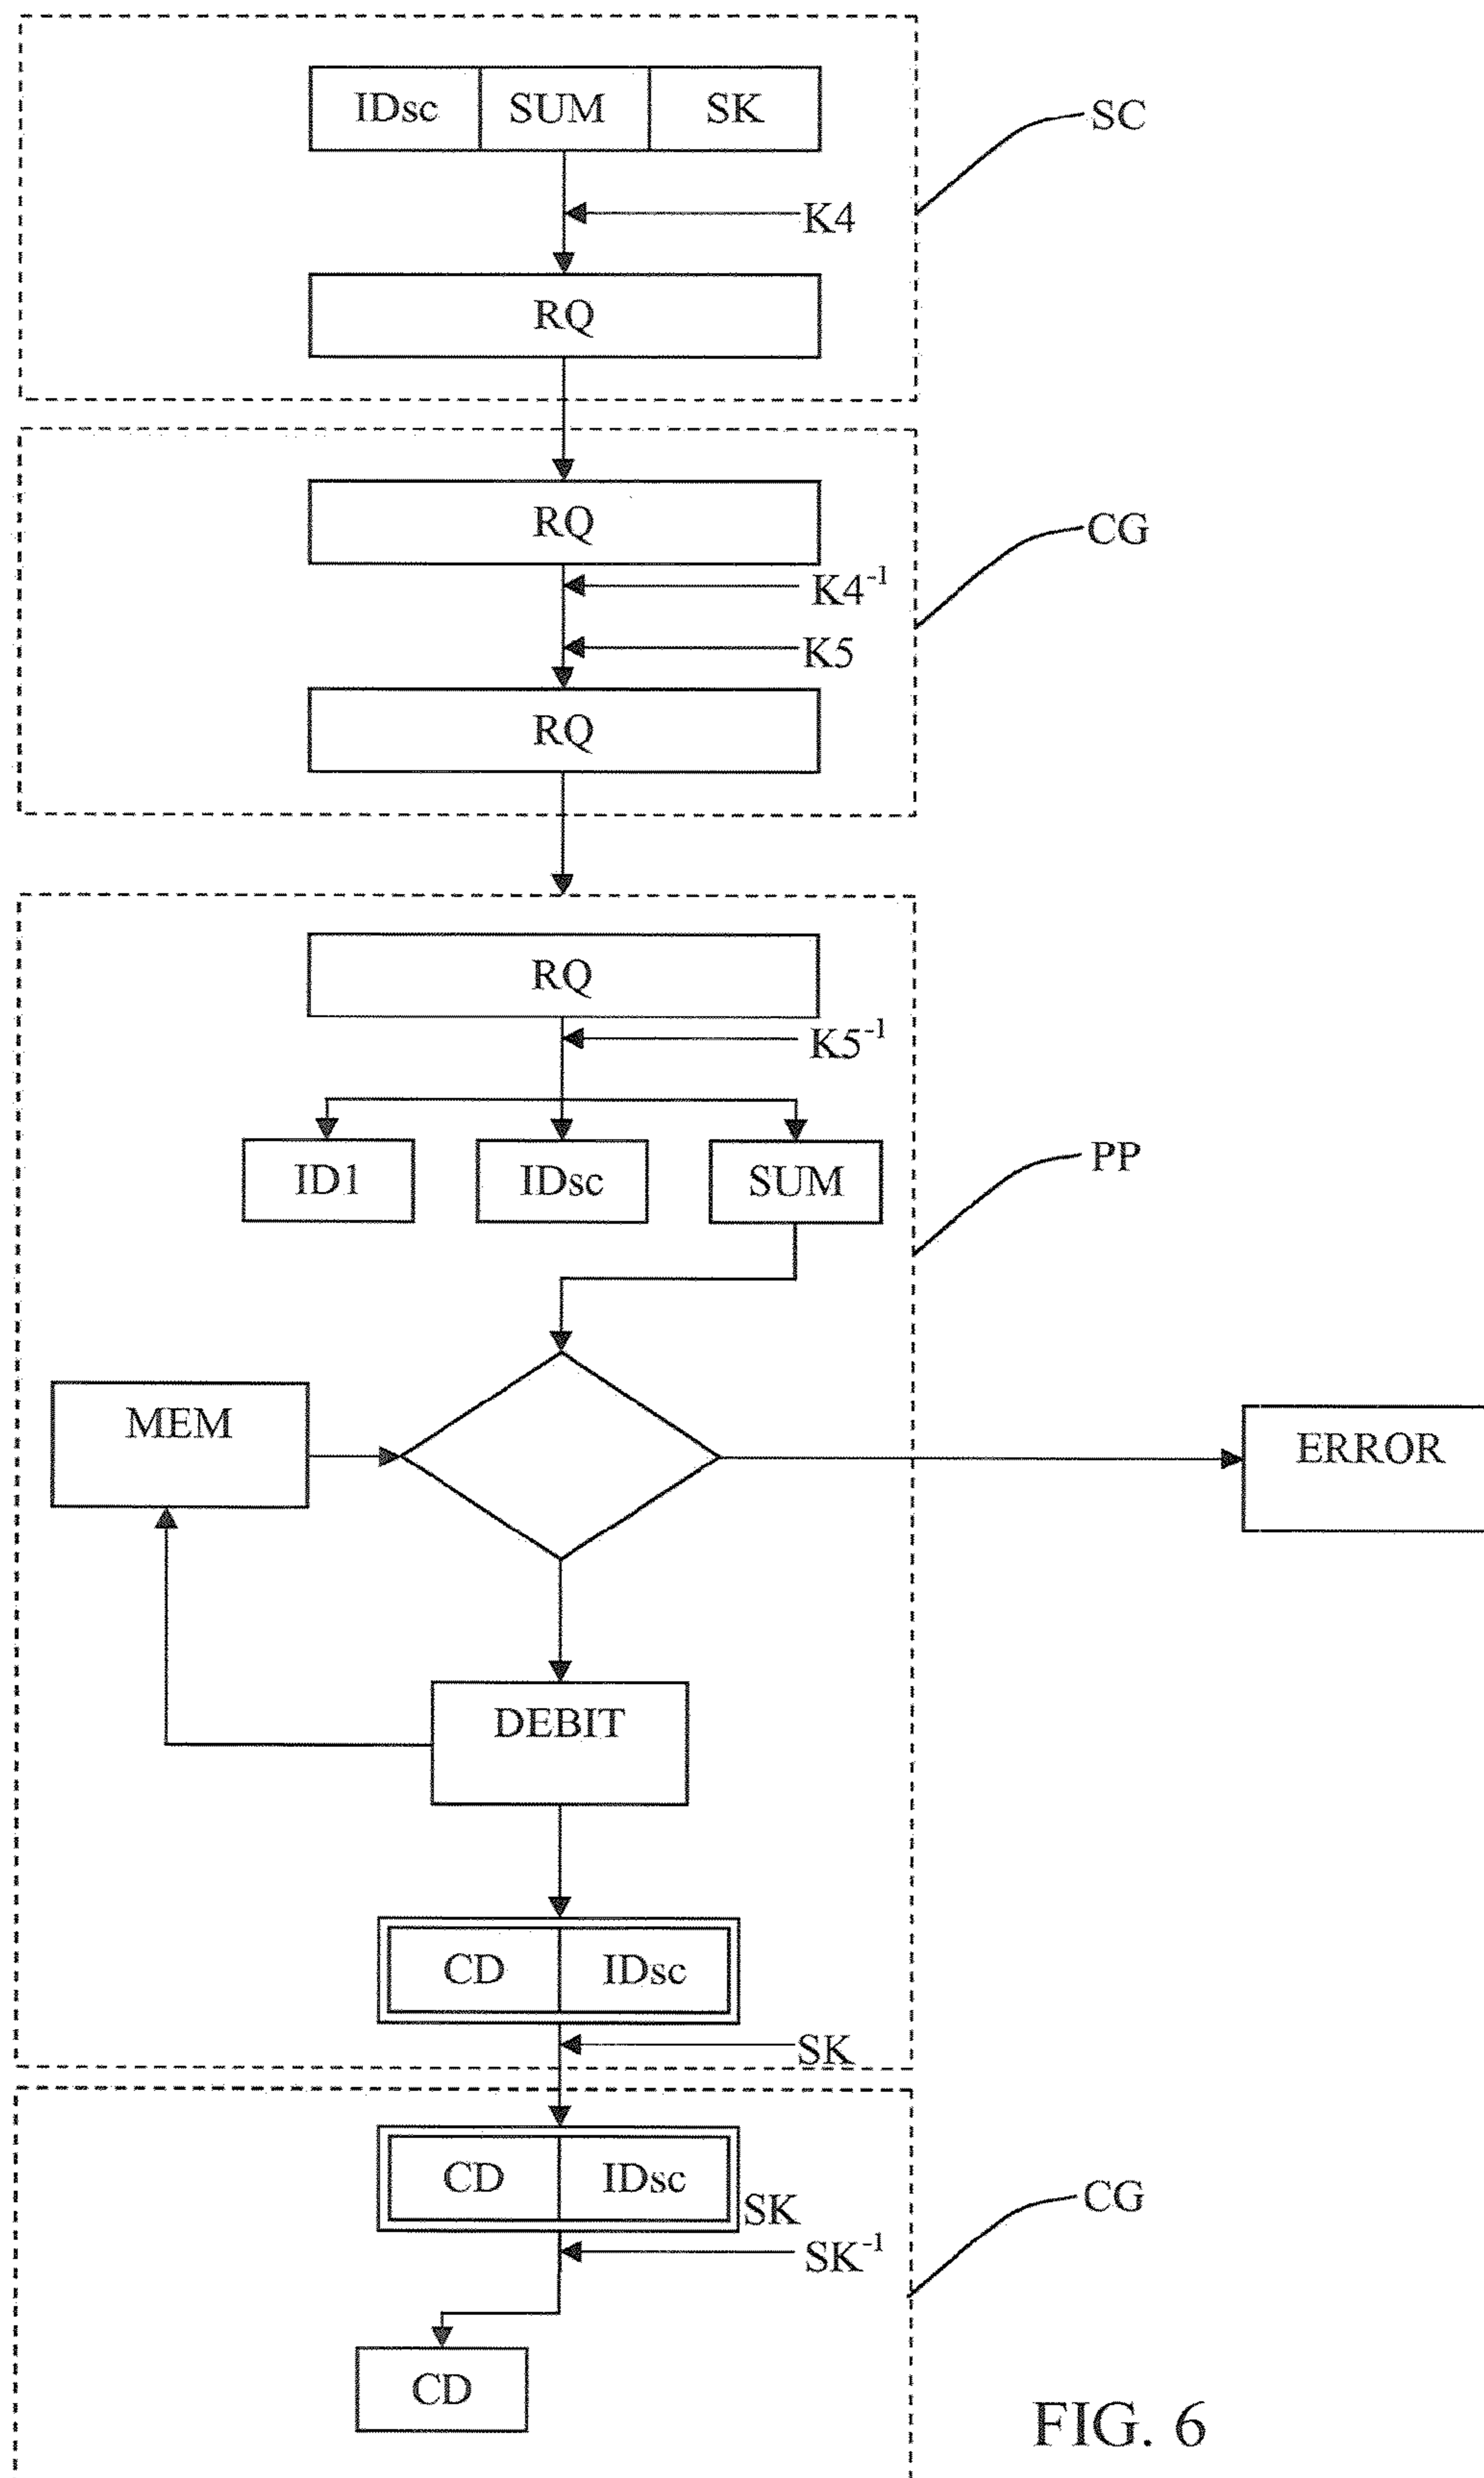 IDsc SUM SK
SC
K4
RQ
RQ
CG
K4⁻¹
K5
RQ
RQ
K5⁻¹
ID1 IDsc SUM
PP
MEM
ERROR
DEBIT
CD IDsc
SK
CD IDsc
SK
CG
SK⁻¹
CD
FIG. 6